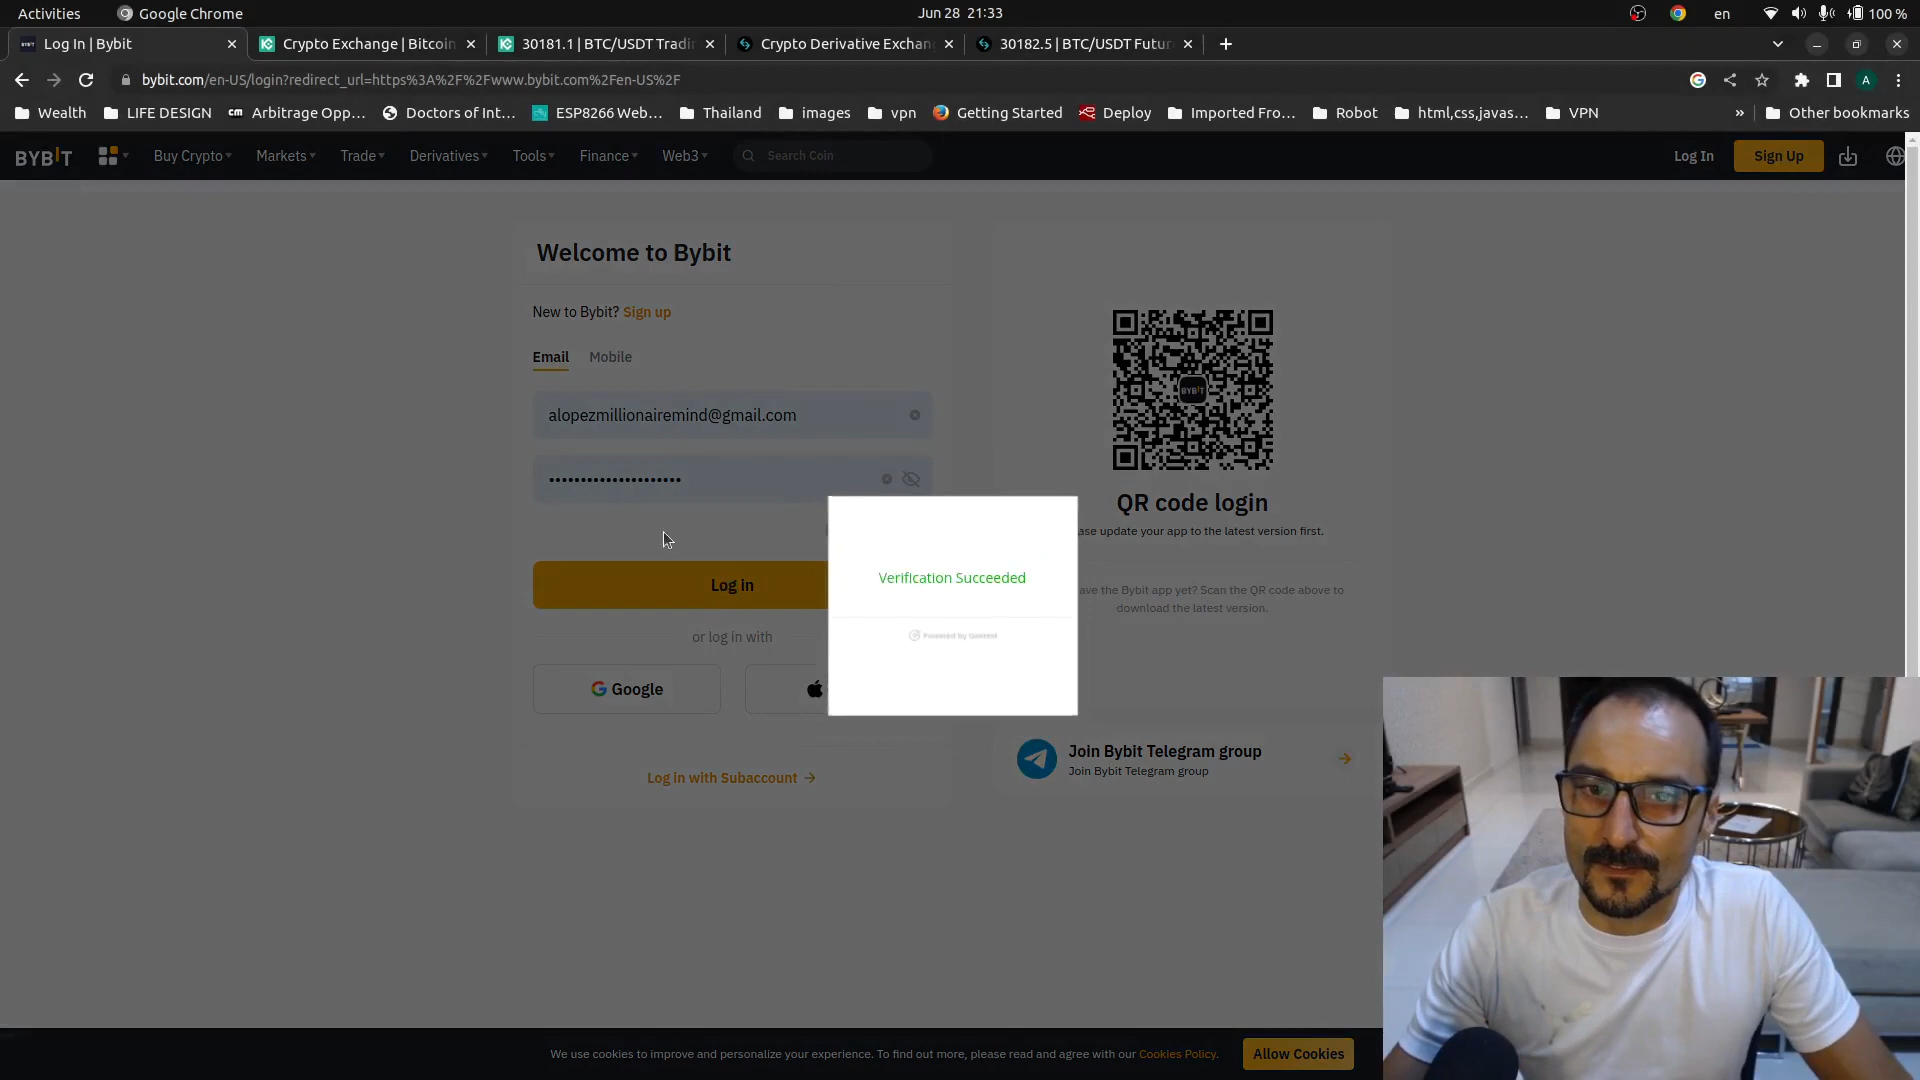 Activities
Google Chrome
Jun 28 21:33
en
100 %
Log In | Bybit
Crypto Exchange | Bitcoin
30181.1 | BTC/USDT Tradi
Crypto Derivative Exchang
30182.5 | BTC/USDT Futur
bybit.com/en-US/login?redirect_url=https%3A%2F%2Fwww.bybit.com%2Fen-US%2F
A
Wealth
LIFE DESIGN
cm Arbitrage Opp...
Doctors of Int...
ESP8266 Web...
Thailand
images
vpn
Getting Started
Deploy
Imported Fro...
Robot
html,css,javas...
VPN
»
Other bookmarks
BYBIT
Buy Crypto
Markets
Trade
Derivatives
Tools
Finance
Web3
Search Coin
Log In
Sign Up
Welcome to Bybit
New to Bybit? Sign up
Email
Mobile
alopezmillionairemind@gmail.com
Log in
or log in with
Google
Log in with Subaccount
Verification Succeeded
Powered by Geetest
BYBIT
QR code login
ase update your app to the latest version first.
ave the Bybit app yet? Scan the QR code above to
download the latest version.
Join Bybit Telegram group
Join Bybit Telegram group
We use cookies to improve and personalize your experience. To find out more, please read and agree with our Cookies Policy.
Allow Cookies